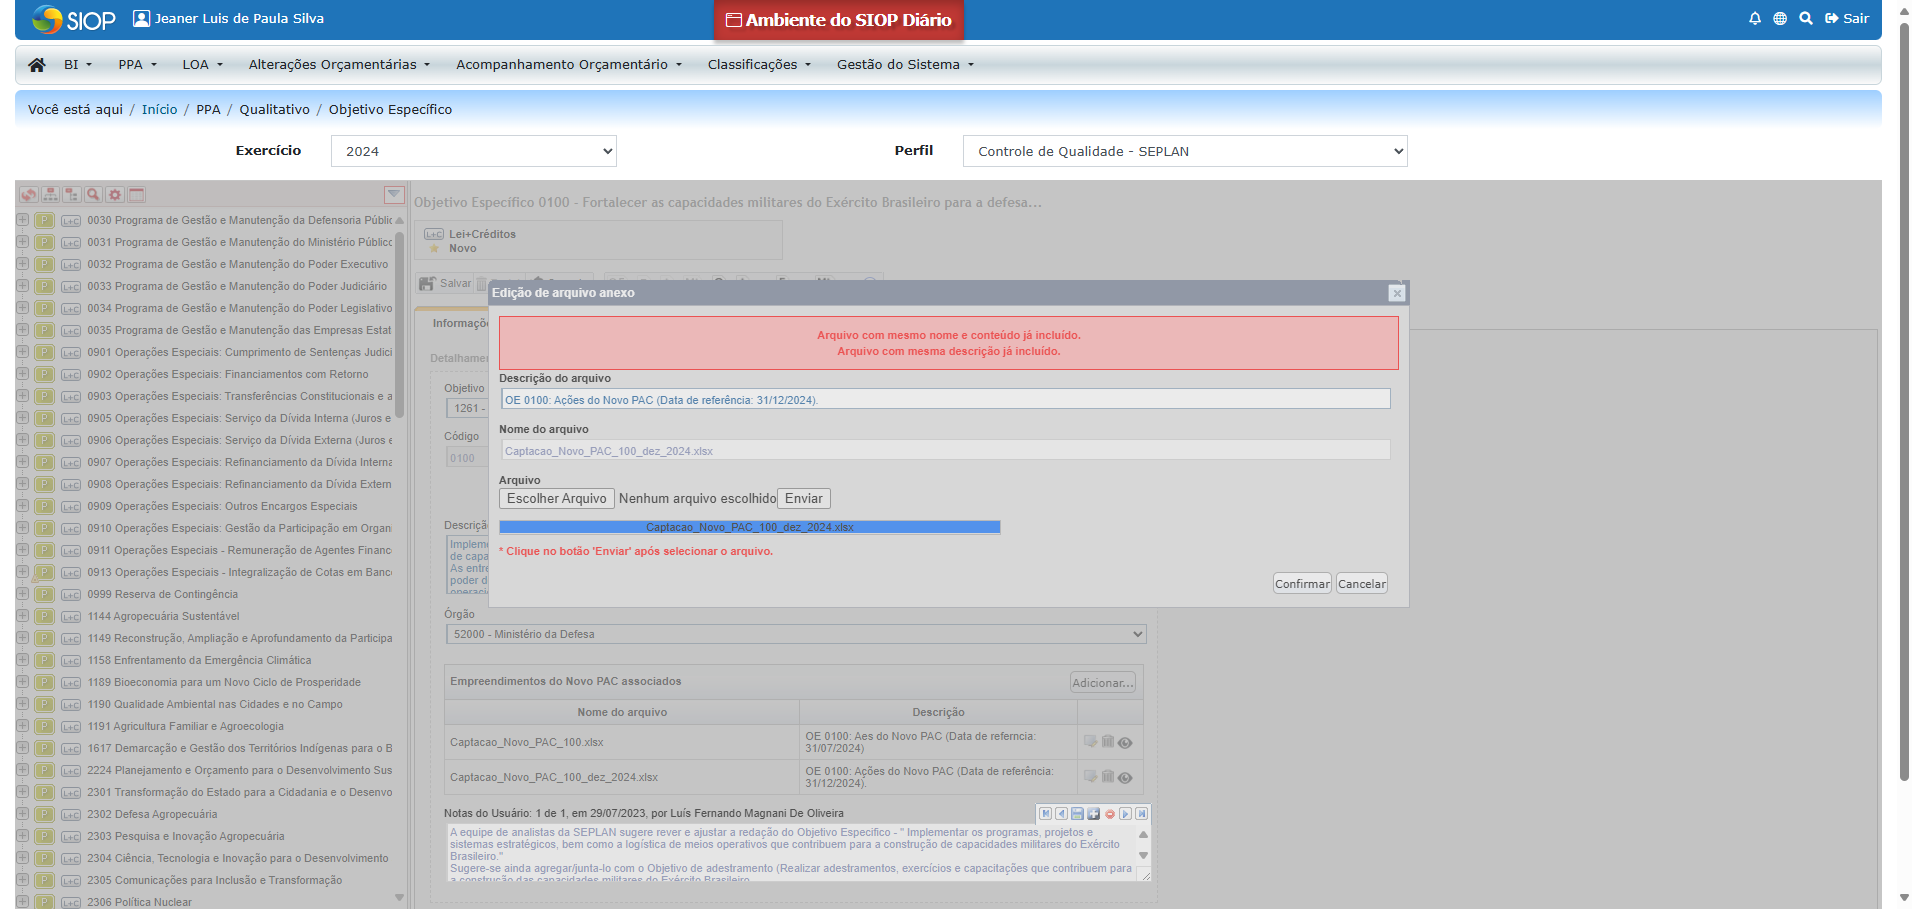 SIOP
Jeaner Luis de Paula Silva
Ambiente do SIOP Diário
Sair
BI
PPA
LOA
Alterações Orçamentárias
Acompanhamento Orçamentário
Classificações
Gestão do Sistema
Você está aqui / Início / PPA / Qualitativo / Objetivo Específico
Exercício
2024
Perfil
Controle de Qualidade - SEPLAN
P L+C 0030 Programa de Gestão e Manutenção da Defensoria Públic
P L+C 0031 Programa de Gestão e Manutenção do Ministério Público
P L+C 0032 Programa de Gestão e Manutenção do Poder Executivo
P L+C 0033 Programa de Gestão e Manutenção do Poder Judiciário
P L+C 0034 Programa de Gestão e Manutenção do Poder Legislativo
P L+C 0035 Programa de Gestão e Manutenção das Empresas Estat
P L+C 0901 Operações Especiais: Cumprimento de Sentenças Judici
P L+C 0902 Operações Especiais: Financiamentos com Retorno
P L+C 0903 Operações Especiais: Transferências Constitucionais e a
P L+C 0905 Operações Especiais: Serviço da Dívida Interna (Juros e
P L+C 0906 Operações Especiais: Serviço da Dívida Externa (Juros e
P L+C 0907 Operações Especiais: Refinanciamento da Dívida Interna
P L+C 0908 Operações Especiais: Refinanciamento da Dívida Extern
P L+C 0909 Operações Especiais: Outros Encargos Especiais
P L+C 0910 Operações Especiais: Gestão da Participação em Organ
P L+C 0911 Operações Especiais - Remuneração de Agentes Financ
P L+C 0913 Operações Especiais - Integralização de Cotas em Banc
P L+C 0999 Reserva de Contingência
P L+C 1144 Agropecuária Sustentável
P L+C 1149 Reconstrução, Ampliação e Aprofundamento da Participa
P L+C 1158 Enfrentamento da Emergência Climática
P L+C 1189 Bioeconomia para um Novo Ciclo de Prosperidade
P L+C 1190 Qualidade Ambiental nas Cidades e no Campo
P L+C 1191 Agricultura Familiar e Agroecologia
P L+C 1617 Demarcação e Gestão dos Territórios Indígenas para o B
P L+C 2224 Planejamento e Orçamento para o Desenvolvimento Sus
P L+C 2301 Transformação do Estado para a Cidadania e o Desenvo
P L+C 2302 Defesa Agropecuária
P L+C 2303 Pesquisa e Inovação Agropecuária
P L+C 2304 Ciência, Tecnologia e Inovação para o Desenvolvimento
P L+C 2305 Comunicações para Inclusão e Transformação
P L+C 2306 Política Nuclear
Objetivo Específico 0100 - Fortalecer as capacidades militares do Exército Brasileiro para a defesa...
L+C Lei+Créditos
Novo
Salvar
Informaçõ
Detalhame
Objetivo
1261 -
Código
0100
Descriçã
Impleme
de capa
As entre
poder d
operaci
Edição de arquivo anexo
Arquivo com mesmo nome e conteúdo já incluído.
Arquivo com mesma descrição já incluído.
Descrição do arquivo
OE 0100: Ações do Novo PAC (Data de referência: 31/12/2024).
Nome do arquivo
Captacao_Novo_PAC_100_dez_2024.xlsx
Arquivo
Escolher Arquivo Nenhum arquivo escolhido Enviar
Captacao_Novo_PAC_100_dez_2024.xlsx
* Clique no botão 'Enviar' após selecionar o arquivo.
Confirmar Cancelar
Órgão
52000 - Ministério da Defesa
Empreendimentos do Novo PAC associados
Adicionar...
Nome do arquivo Descrição
Captacao_Novo_PAC_100.xlsx
OE 0100: Aes do Novo PAC (Data de referncia:
31/07/2024)
Captacao_Novo_PAC_100_dez_2024.xlsx
OE 0100: Ações do Novo PAC (Data de referência:
31/12/2024).
Notas do Usuário: 1 de 1, em 29/07/2023, por Luís Fernando Magnani De Oliveira
A equipe de analistas da SEPLAN sugere rever e ajustar a redação do Objetivo Específico - " Implementar os programas, projetos e
sistemas estratégicos, bem como a logística de meios operativos que contribuem para a construção de capacidades militares do Exército
Brasileiro."
Sugere-se ainda agregar/junta-lo com o Objetivo de adestramento (Realizar adestramentos, exercícios e capacitações que contribuem para
a construção das capacidades militares do Exército Brasileiro